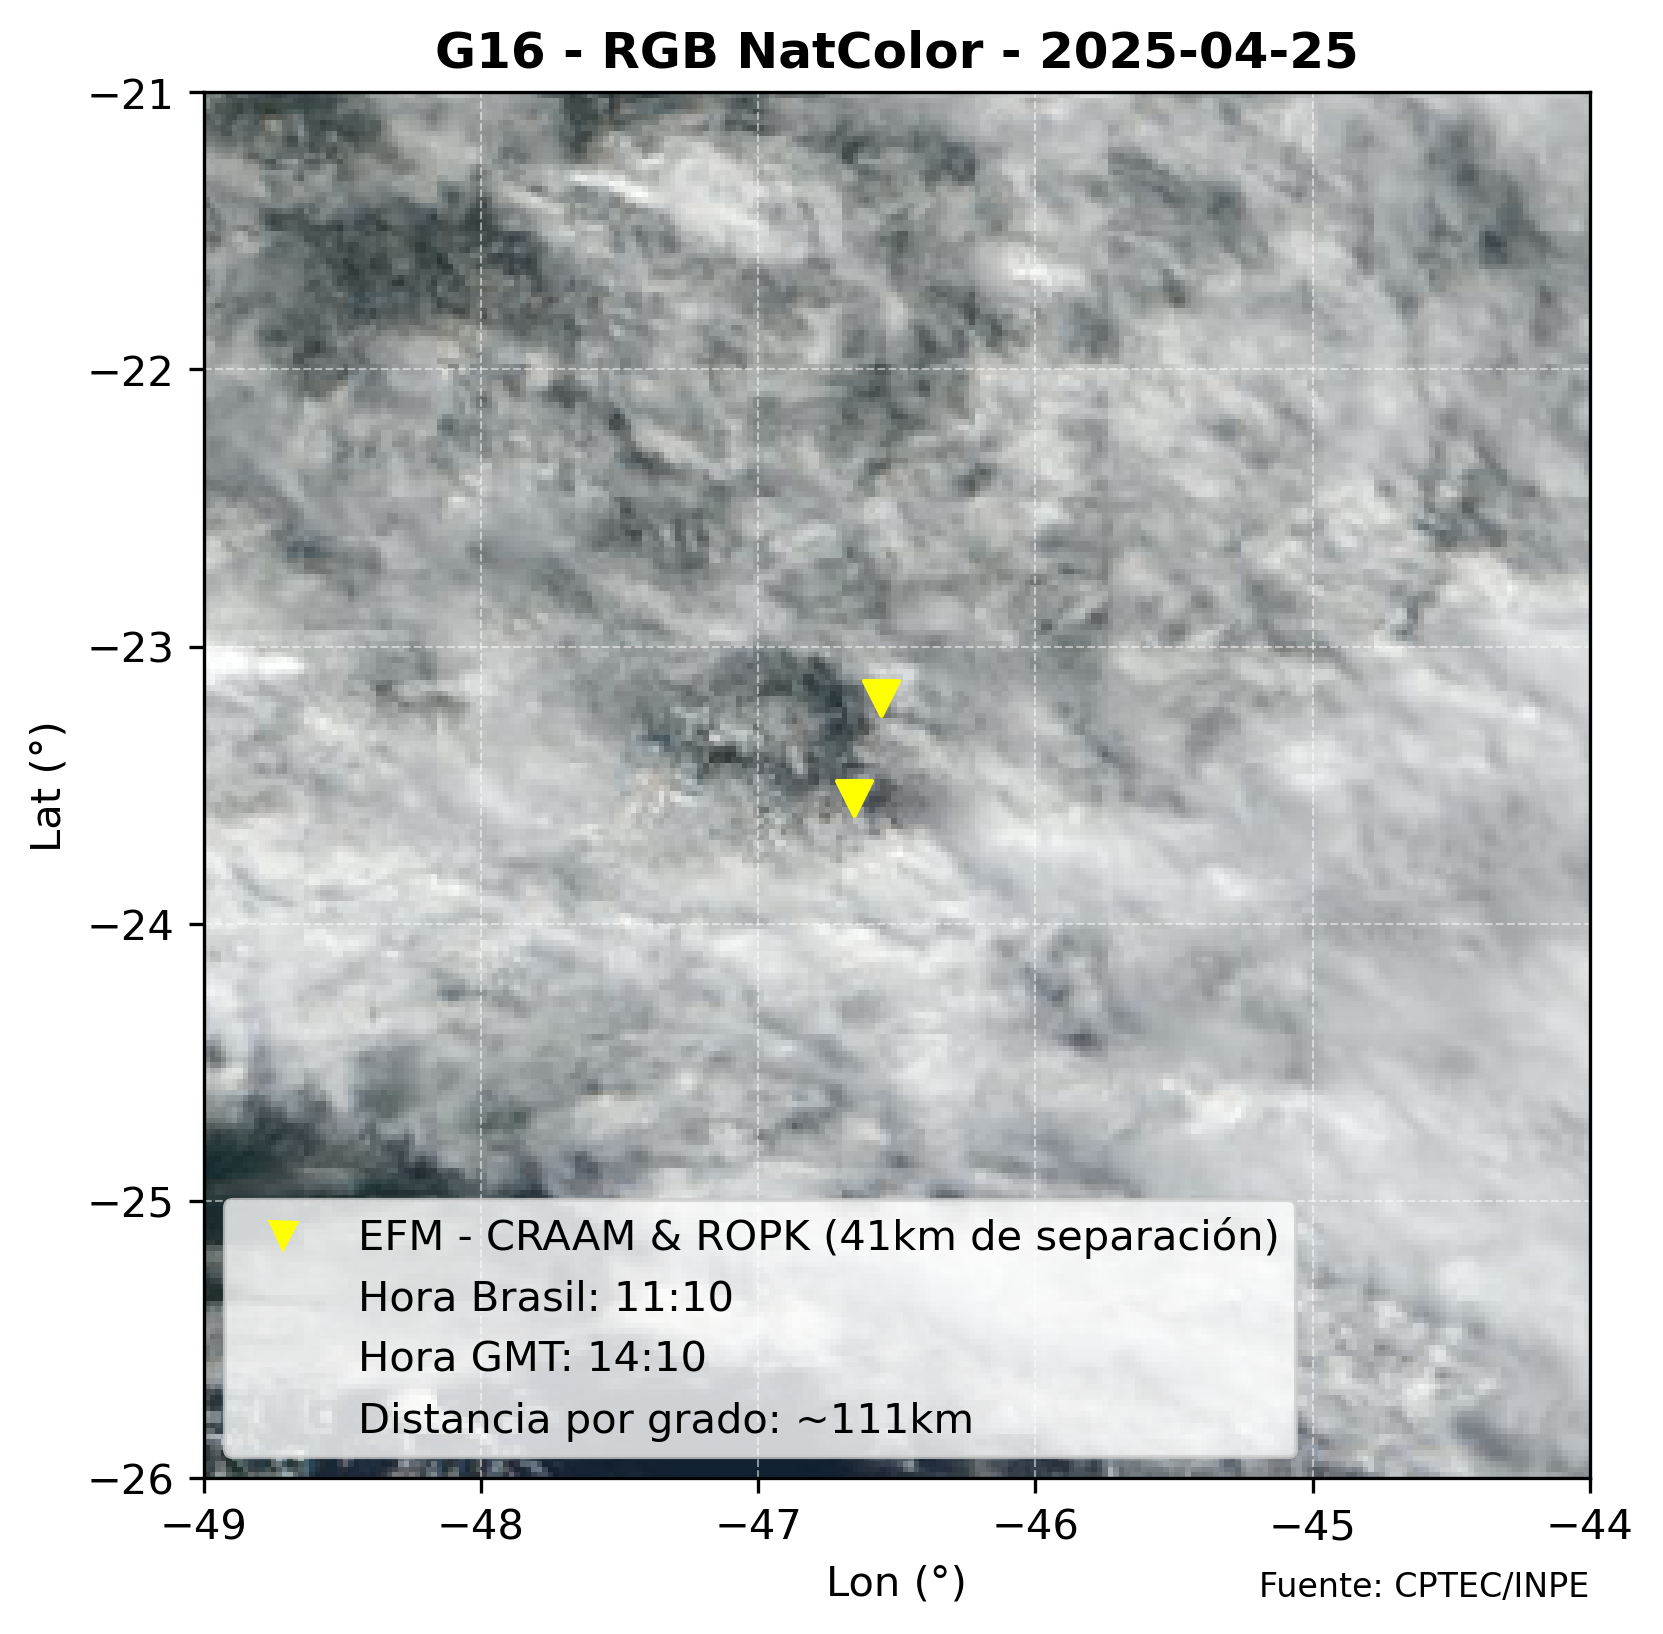 G16 - RGB NatColor - 2025-04-25
−21
−22
−23
−24
−25
−26
Lat (°)
EFM - CRAAM & ROPK (41km de separación)
Hora Brasil: 11:10
Hora GMT: 14:10
Distancia por grado: ~111km
−49 −48 −47 −46 −45 −44
Lon (°)
Fuente: CPTEC/INPE